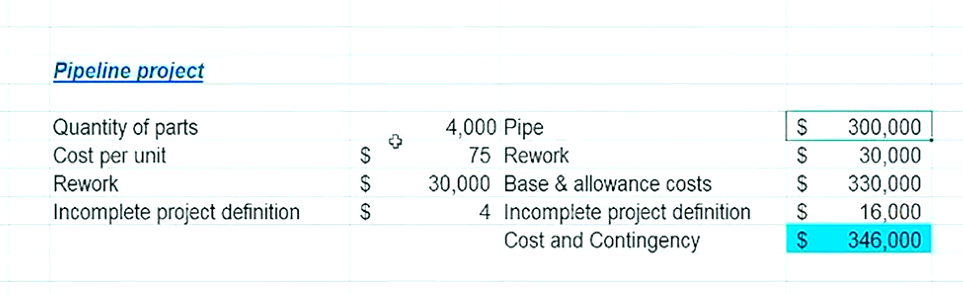 Pipeline project
Quantity of parts 4,000 Pipe $ 300,000
Cost per unit $ 75 Rework $ 30,000
Rework $ 30,000 Base & allowance costs $ 330,000
Incomplete project definition $ 4 Incomplete project definition $ 16,000
Cost and Contingency $ 346,000